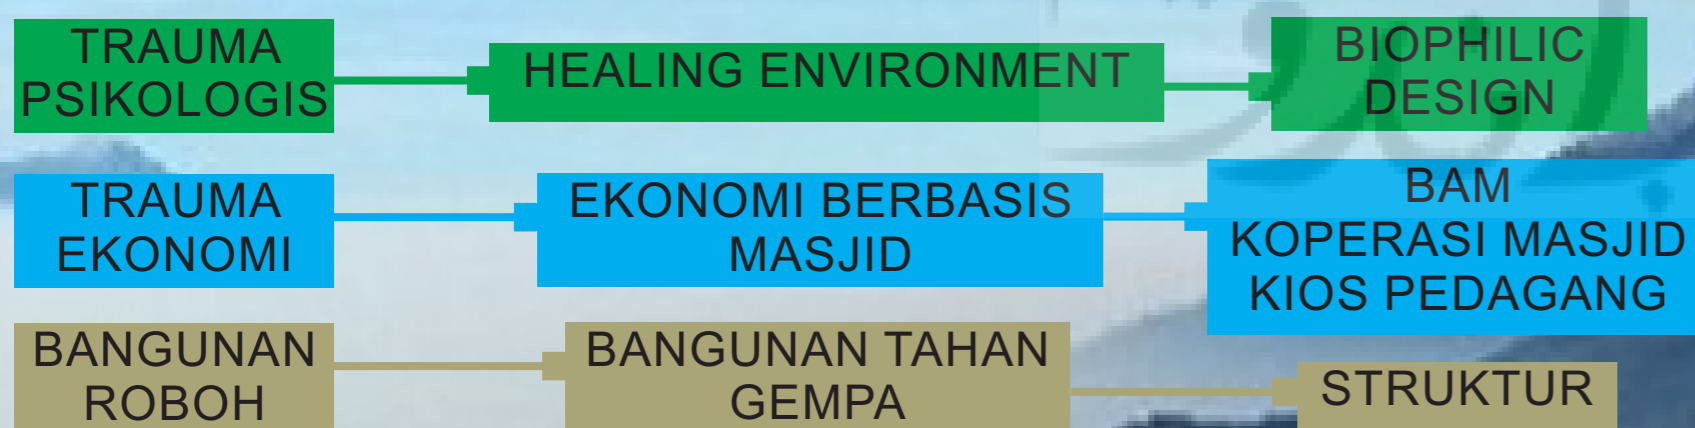 TRAUMA
PSIKOLOGIS
HEALING ENVIRONMENT
BIOPHILIC
DESIGN
TRAUMA
EKONOMI
EKONOMI BERBASIS
MASJID
BAM
KOPERASI MASJID
KIOS PEDAGANG
BANGUNAN
ROBOH
BANGUNAN TAHAN
GEMPA
STRUKTUR